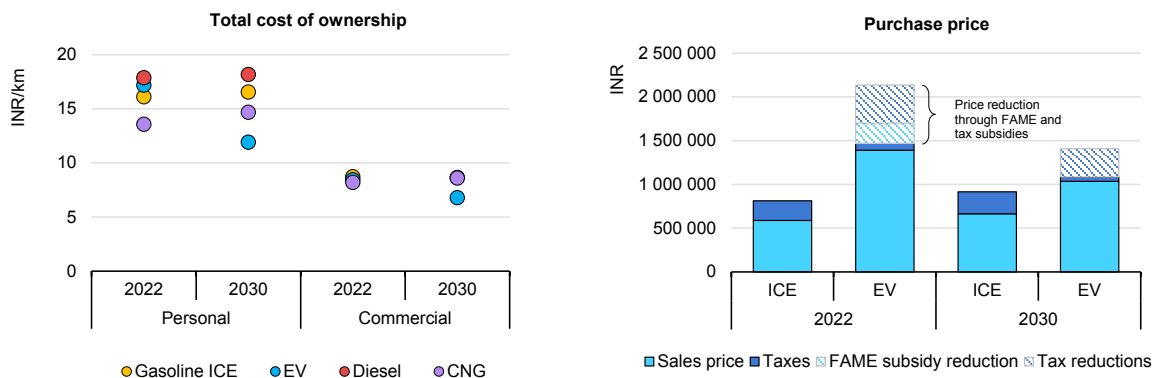 Total cost of ownership
INR/km
20
15
10
5
0
2022
2030
2022
2030
Personal
Commercial
Gasoline ICE
EV
Diesel
CNG
Purchase price
INR
2 500 000
2 000 000
1 500 000
1 000 000
500 000
0
Price reduction
through FAME and
tax subsidies
ICE
EV
ICE
EV
2022
2030
Sales price
Taxes
FAME subsidy reduction
Tax reductions